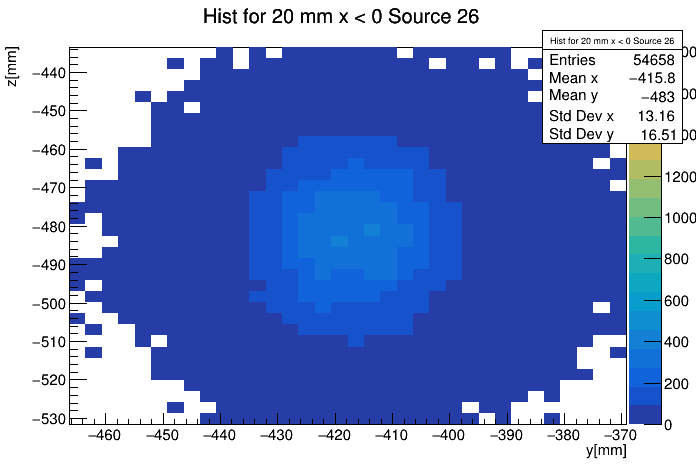 Hist for 20 mm x < 0 Source 26
Hist for 20 mm x < 0 Source 26
Entries 54658
Mean x −415.8
Mean y −483
Std Dev x 13.16
Std Dev y 16.51
z[mm]
−440
−450
−460
−470
−480
−490
−500
−510
−520
−530
1200
1000
800
600
400
200
0
−460 −450 −440 −430 −420 −410 −400 −390 −380 −370
y[mm]